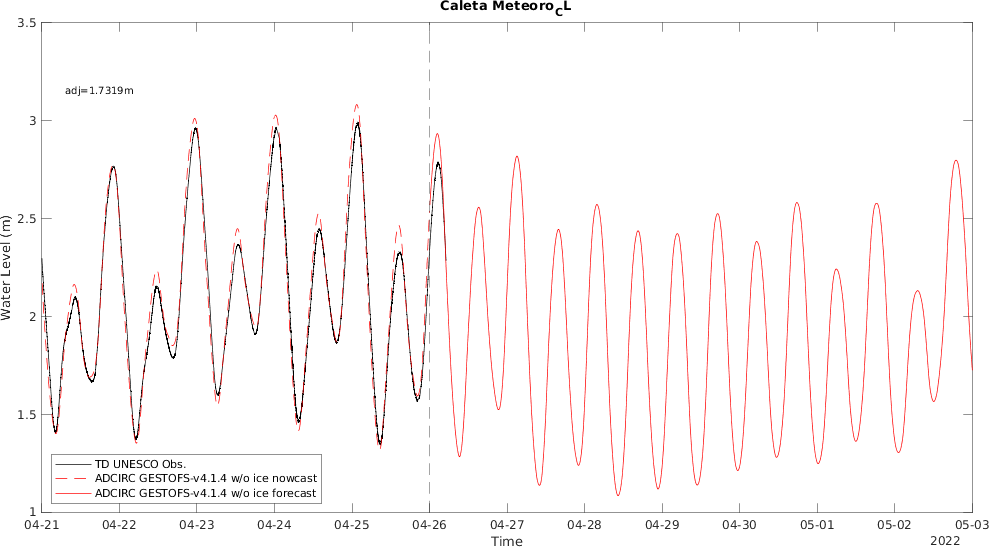 Caleta Meteoro_CL
adj=1.7319m
3.5
3
2.5
2
1.5
1
Water Level (m)
TD UNESCO Obs.
ADCIRC GESTOFS-v4.1.4 w/o ice nowcast
ADCIRC GESTOFS-v4.1.4 w/o ice forecast
04-21 04-22 04-23 04-24 04-25 04-26 04-27 04-28 04-29 04-30 05-01 05-02 05-03
Time
2022